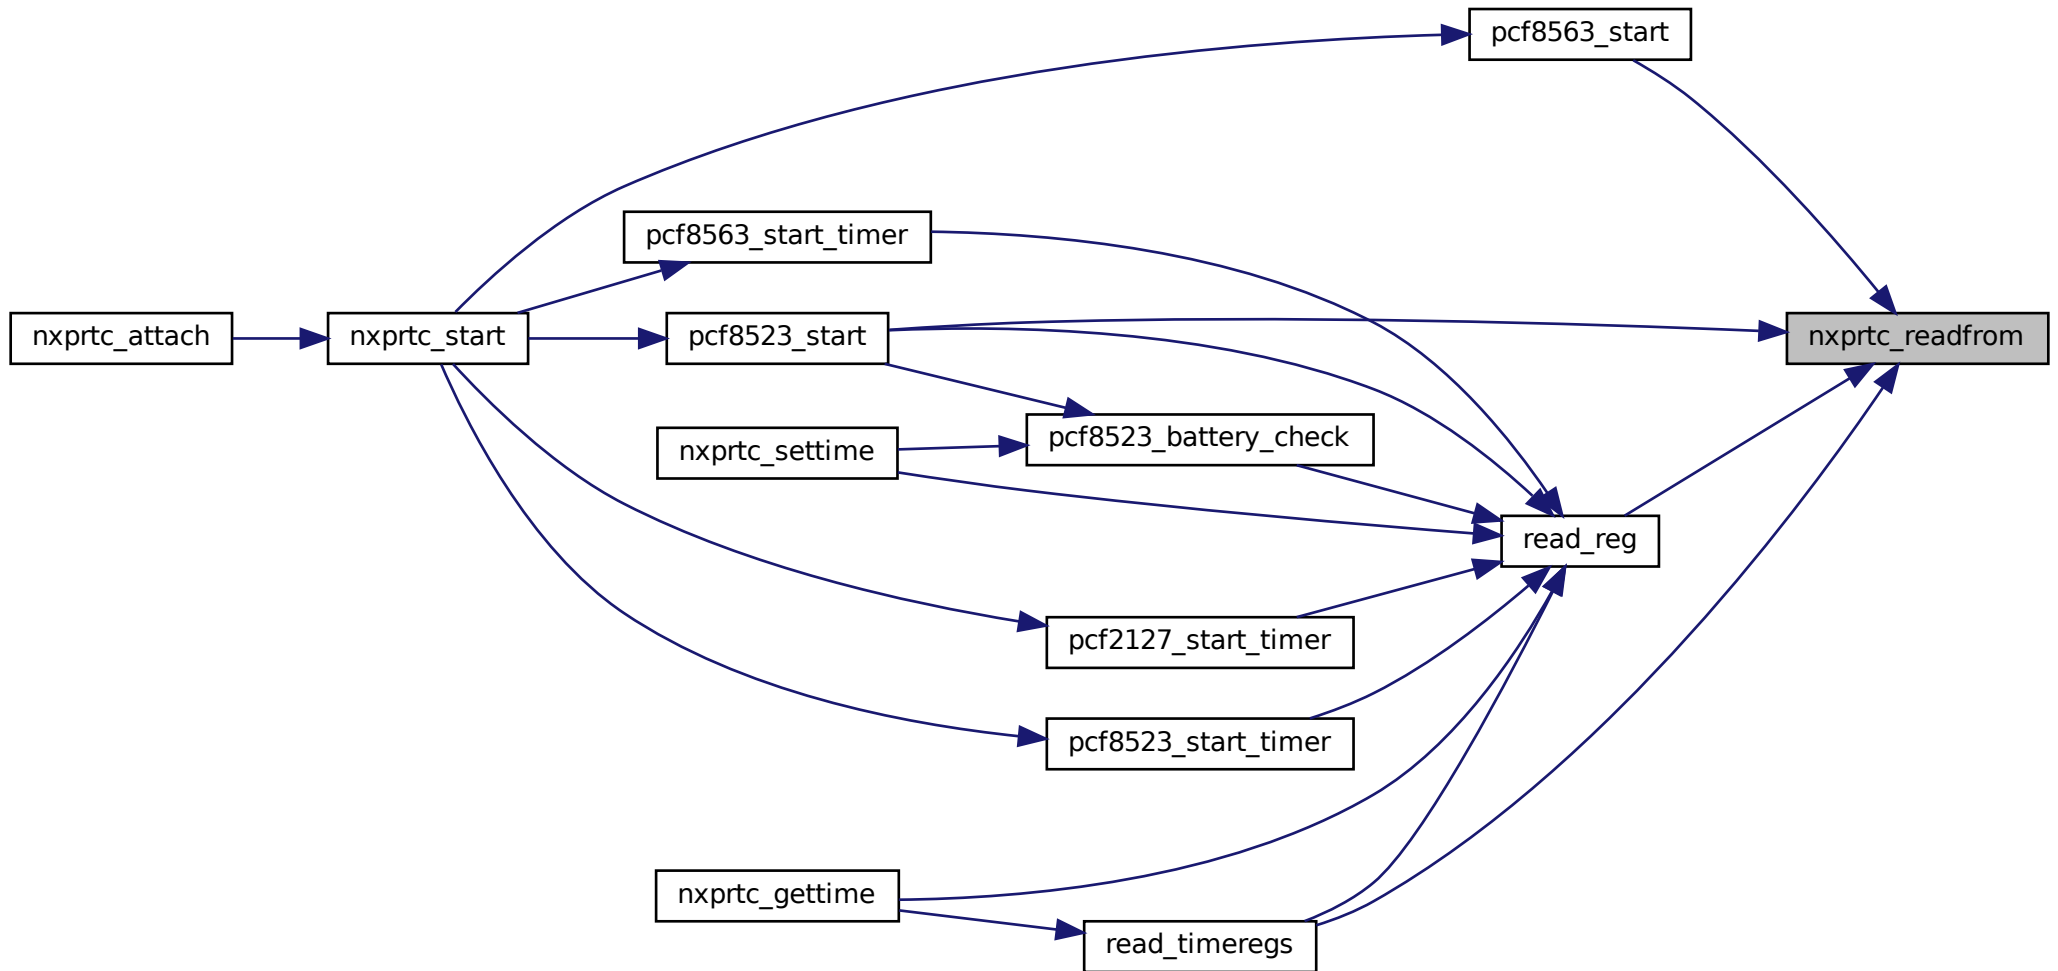 pcf8563_start
pcf8563_start_timer
nxprtc_attach
nxprtc_start
pcf8523_start
nxprtc_readfrom
pcf8523_battery_check
nxprtc_settime
read_reg
pcf2127_start_timer
pcf8523_start_timer
nxprtc_gettime
read_timeregs